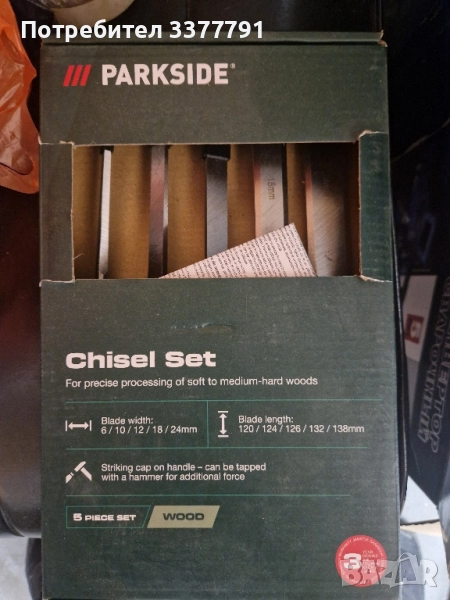 Потребител 3377791
PARKSIDE®
18mm
Chisel Set
For precise processing of soft to medium-hard woods
Blade width:
6 / 10 / 12 / 18 / 24mm
Blade length:
120 / 124 / 126 / 132 / 138mm
Striking cap on handle – can be tapped
with a hammer for additional force
5 PIECE SET
WOOD
3
BAZAR